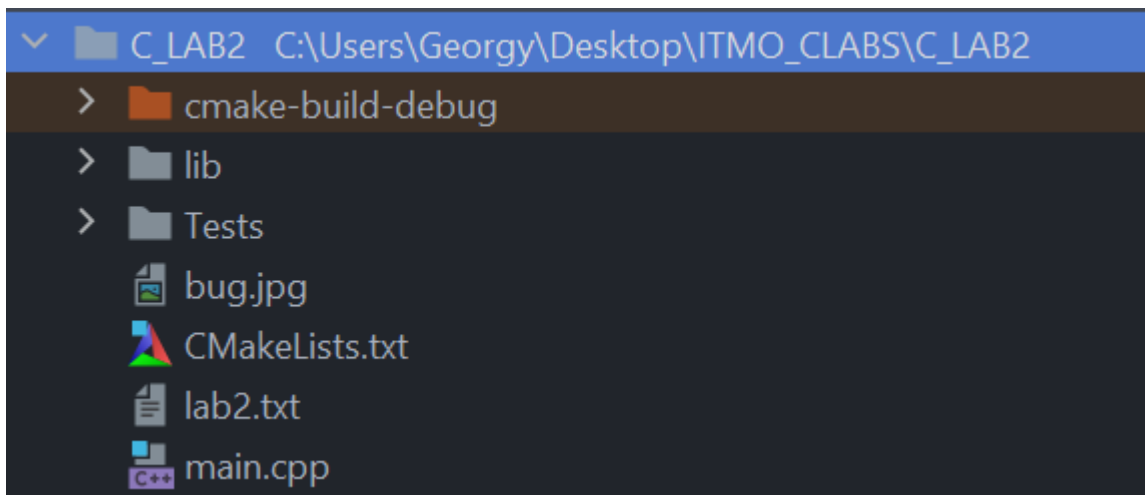 C_LAB2 C:\Users\Georgy\Desktop\ITMO_CLABS\C_LAB2
cmake-build-debug
lib
Tests
bug.jpg
CMakeLists.txt
lab2.txt
C++ main.cpp